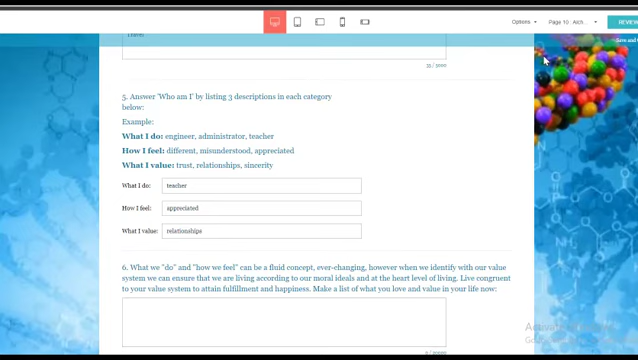 Options
Page 10 : Arch...
REVIEW
Save and
5. Answer 'Who am I' by listing 3 descriptions in each category
below:
Example:
What I do: engineer, administrator, teacher
How I feel: different, misunderstood, appreciated
What I value: trust, relationships, sincerity
What I do:
teacher
How I feel:
appreciated
What I value:
relationships
6. What we "do" and "how we feel" can be a fluid concept, ever-changing, however when we identify with our value
system we can ensure that we are living according to our moral ideals and at the heart level of living. Live congruent
to your value system to attain fulfillment and happiness. Make a list of what you love and value in your life now: